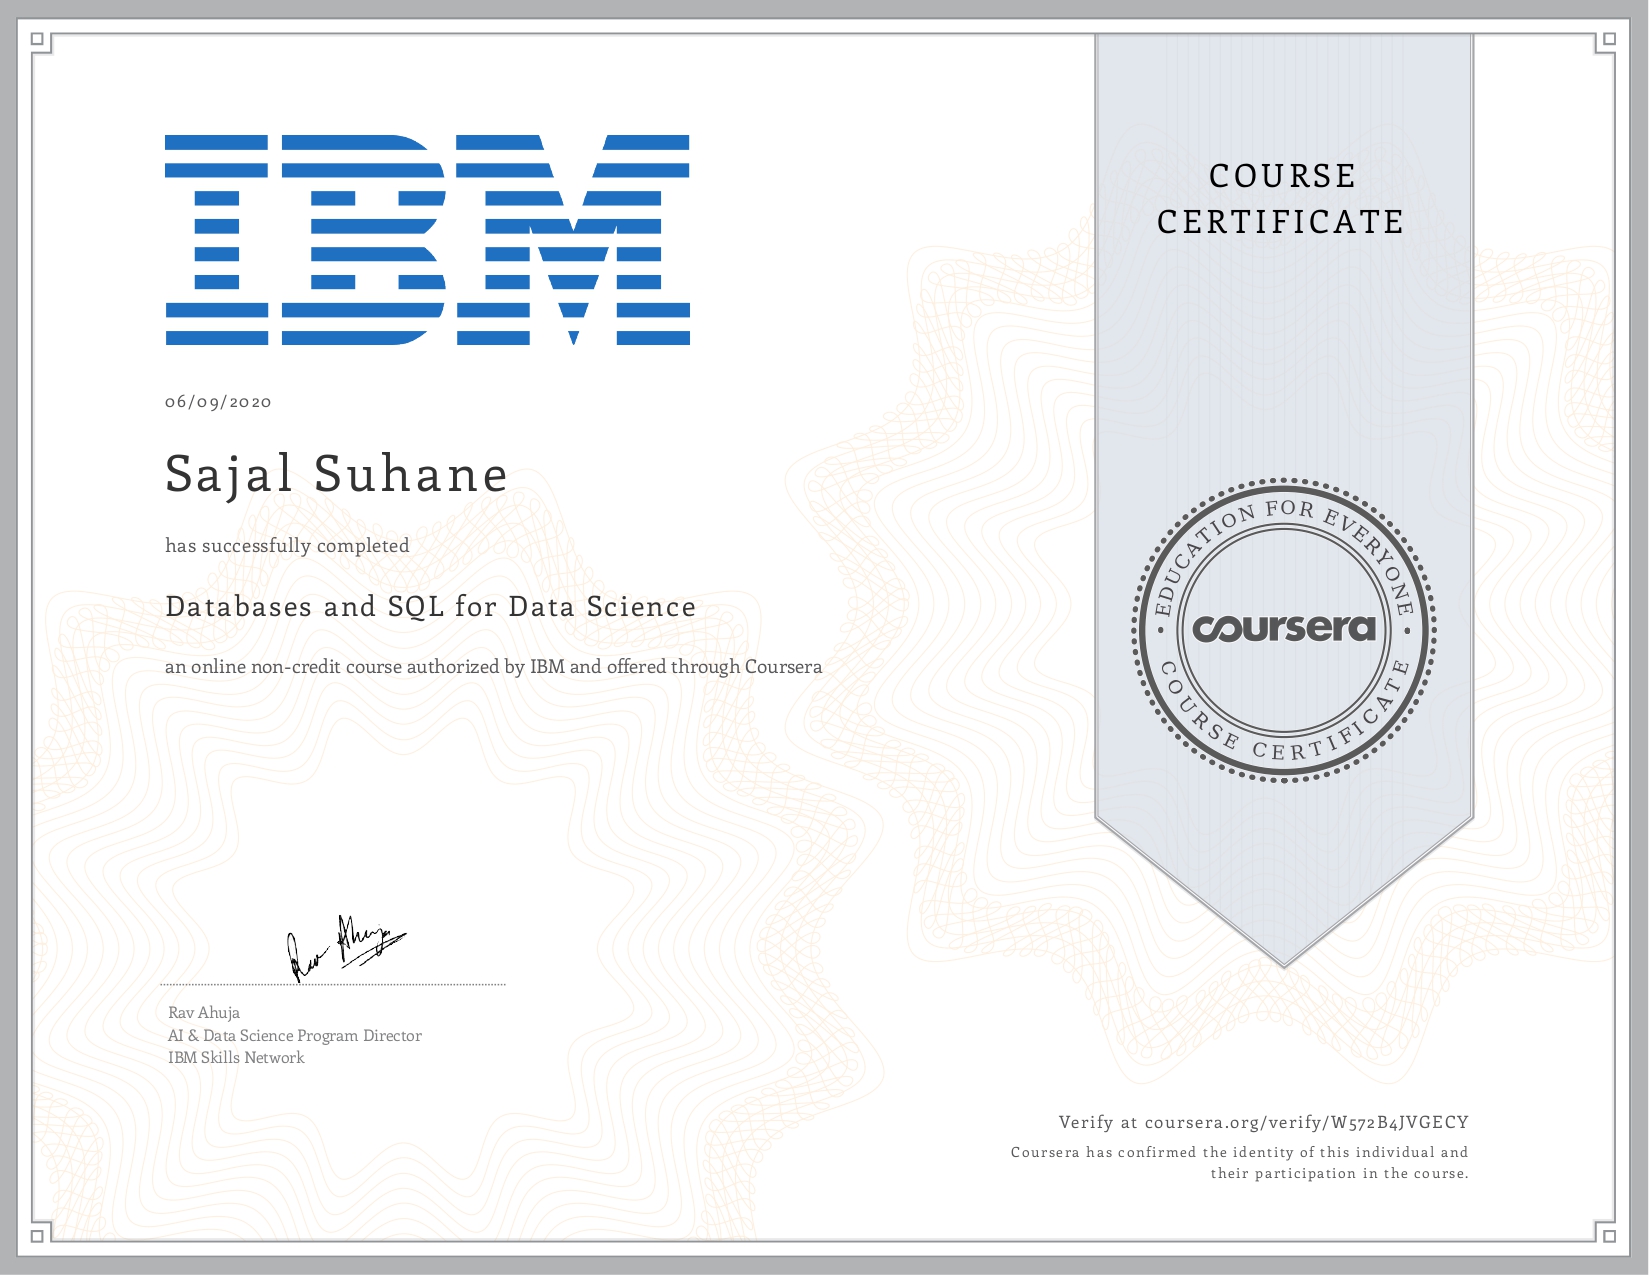 IBM
06/09/2020
Sajal Suhane
has successfully completed
Databases and SQL for Data Science
an online non-credit course authorized by IBM and offered through Coursera
Rav Ahuja
Rav Ahuja
AI & Data Science Program Director
IBM Skills Network
COURSE
CERTIFICATE
EDUCATION FOR EVERYONE
coursera
COURSE CERTIFICATE
Verify at coursera.org/verify/W572B4JVGECY
Coursera has confirmed the identity of this individual and
their participation in the course.